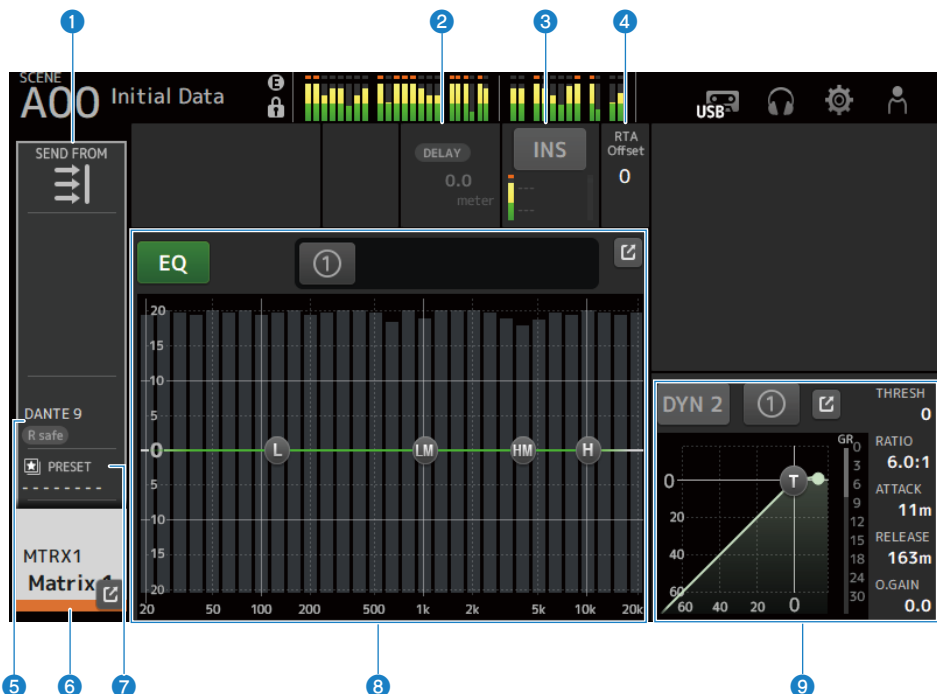 1
2
3
4
SCENE
A00 Initial Data
E
USB
SEND FROM
DELAY
0.0
meter
INS
---
---
RTA
Offset
0
EQ
1
20
15
10
5
0
5
10
15
20
20 50 100 200 500 1k 2k 5k 10k 20k
L
LM
HM
H
DANTE 9
R safe
PRESET
--------
MTRX1
Matrix 1
DYN 2
1
GR
0
3
6
9
12
15
18
24
30
0
20
40
60
60 40 20 0
T
THRESH
0
RATIO
6.0:1
ATTACK
11m
RELEASE
163m
O.GAIN
0.0
5
6
7
8
9